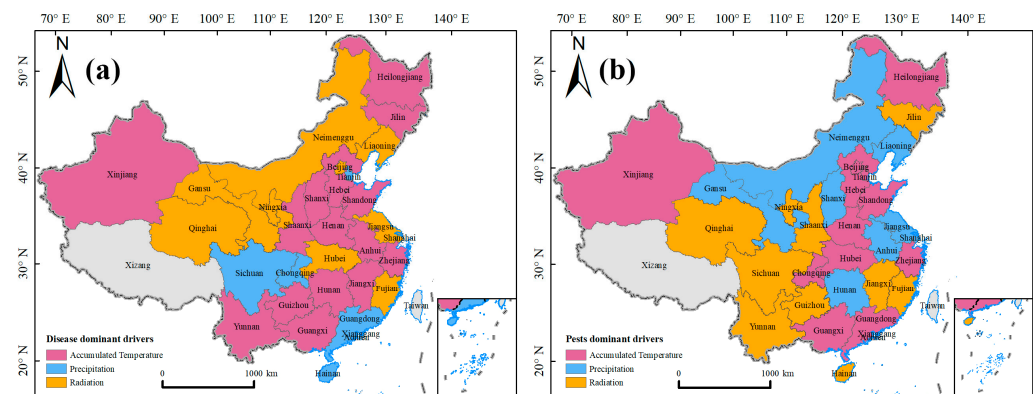 70° E 80° E 90° E 100° E 110° E 120° E 130° E 140° E
50° N
40° N
30° N
20° N
N
(a)
Heilongjiang
Jilin
Neimenggu
Liaoning
Beijing
Tianjin
Xinjiang
Hebei
Gansu
Shanxi
Shandong
Ningxia
Qinghai
Shaanxi
Henan
Jiangsu
Shanghai
Anhui
Xizang
Sichuan
Chongqing
Hubei
Zhejiang
Hunan
Jiangxi
Guizhou
Fujian
Yunnan
Guangxi
Guangdong
Xianggang
Taiwan
Hainan
Disease dominant drivers
Accumulated Temperature
Precipitation
Radiation
0 1000 km
70° E 80° E 90° E 100° E 110° E 120° E 130° E 140° E
50° N
40° N
30° N
20° N
N
(b)
Heilongjiang
Jilin
Neimenggu
Liaoning
Beijing
Tianjin
Xinjiang
Hebei
Gansu
Shanxi
Shandong
Ningxia
Qinghai
Shaanxi
Henan
Jiangsu
Shanghai
Anhui
Xizang
Sichuan
Chongqing
Hubei
Zhejiang
Hunan
Jiangxi
Guizhou
Fujian
Yunnan
Guangxi
Guangdong
Xianggang
Taiwan
Hainan
Pests dominant drivers
Accumulated Temperature
Precipitation
Radiation
0 1000 km